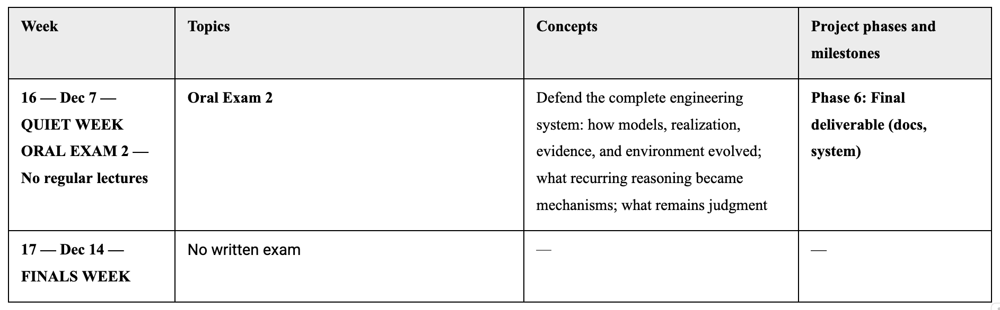 Week
Topics
Concepts
Project phases and
milestones
16 — Dec 7 —
QUIET WEEK
ORAL EXAM 2 —
No regular lectures
Oral Exam 2
Defend the complete engineering
system: how models, realization,
evidence, and environment evolved;
what recurring reasoning became
mechanisms; what remains judgment
Phase 6: Final
deliverable (docs,
system)
17 — Dec 14 —
FINALS WEEK
No written exam
—
—